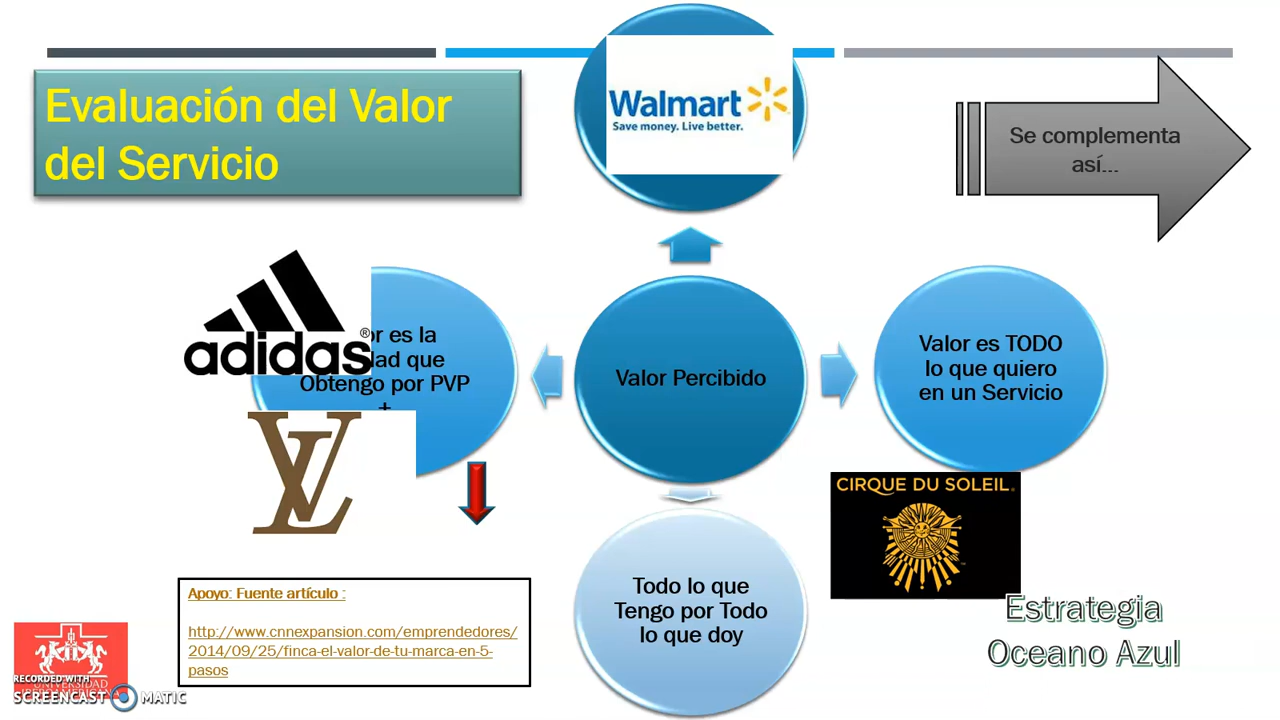 Evaluación del Valor
del Servicio
Walmart
Save money. Live better.
Se complementa
así...
adidas®
es la
que
Obtengo por PVP
+
Valor Percibido
Valor es TODO
lo que quiero
en un Servicio
LV
CIRQUE DU SOLEIL
Todo lo que
Tengo por Todo
lo que doy
Estrategia
Oceano Azul
Apoyo: Fuente artículo :
http://www.cnnexpansion.com/emprendedores/
2014/09/25/finca-el-valor-de-tu-marca-en-5-
pasos
RECORDED WITH
UNIVERSIDAD
SCREENCAST MATIC